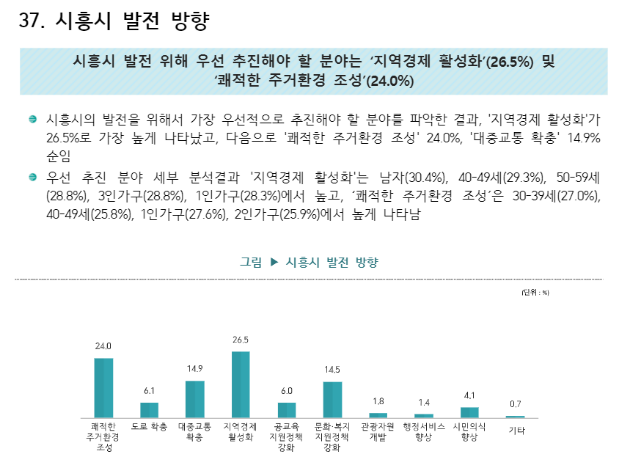 37. 시흥시 발전 방향
시흥시 발전 위해 우선 추진해야 할 분야는 ‘지역경제 활성화’(26.5%) 및
‘쾌적한 주거환경 조성’(24.0%)
시흥시의 발전을 위해서 가장 우선적으로 추진해야 할 분야를 파악한 결과, '지역경제 활성화'가
26.5%로 가장 높게 나타났고, 다음으로 '쾌적한 주거환경 조성' 24.0%, '대중교통 확충' 14.9%
순임
우선 추진 분야 세부 분석결과 '지역경제 활성화'는 남자(30.4%), 40-49세(29.3%), 50-59세
(28.8%), 3인가구(28.8%), 1인가구(28.3%)에서 높고, ‘쾌적한 주거환경 조성’은 30-39세(27.0%),
40-49세(25.8%), 1인가구(27.6%), 2인가구(25.9%)에서 높게 나타남
그림 ▶ 시흥시 발전 방향
(단위 : %)
24.0 6.1 14.9 26.5 6.0 14.5 1.8 1.4 4.1 0.7
쾌적한 도로 확충 대중교통 지역경제 공교육 문화·복지 관광자원 행정서비스 시민의식 기타
주거환경 확충 활성화 지원정책 지원정책 개발 향상 향상
조성 강화 강화